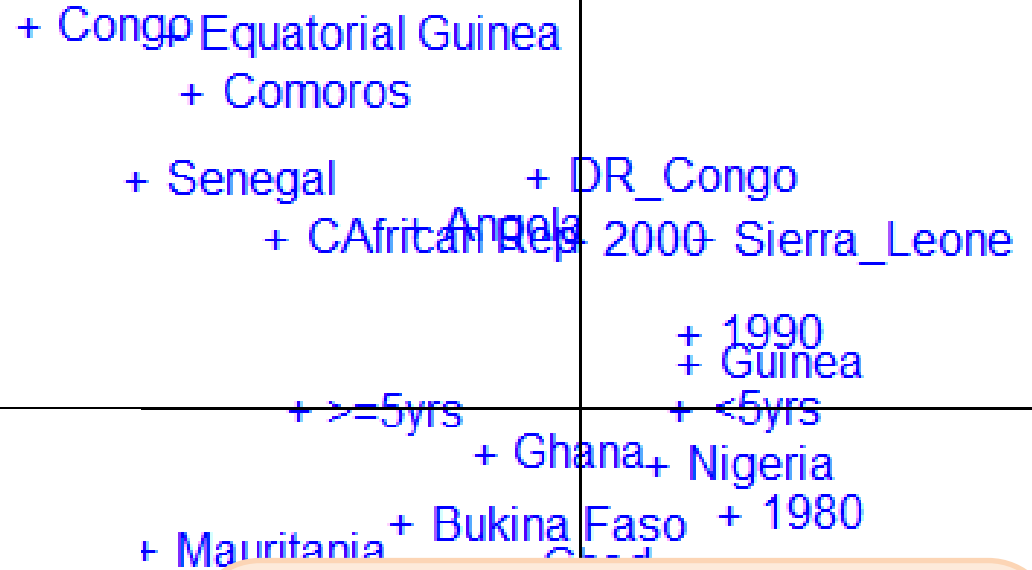 + Congo
+ Equatorial Guinea
+ Comoros
+ Senegal
+ DR_Congo
+ Angola
+ CAfrican Rep
+ 2000
+ Sierra_Leone
+ 1990
+ Guinea
+ >=5yrs
+ <5yrs
+ Ghana
+ Nigeria
+ 1980
+ Bukina Faso
+ Mauritania